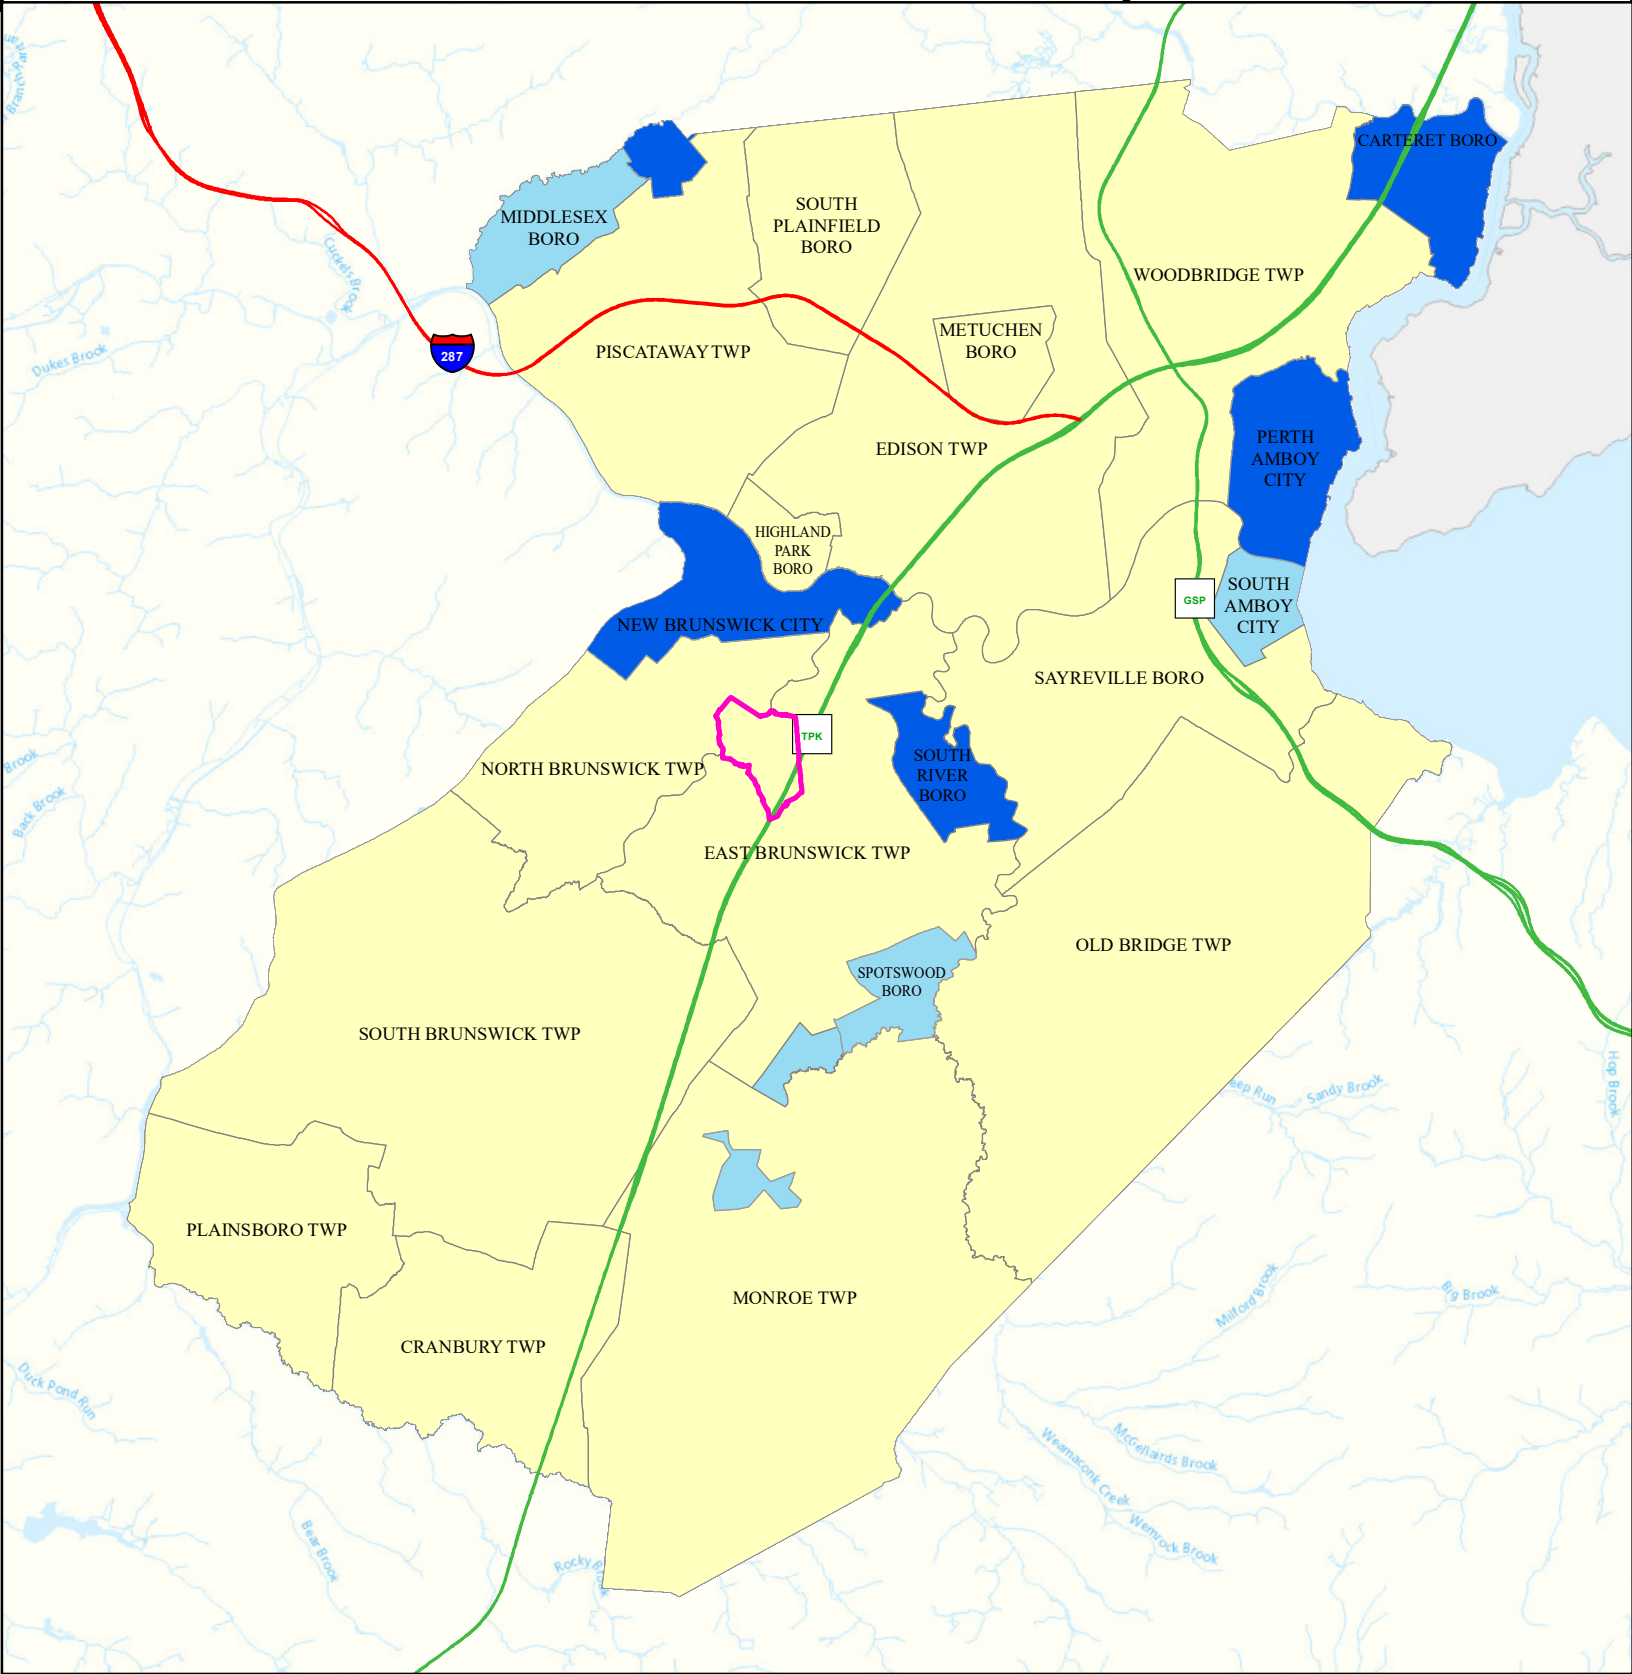 CARTERET BORO
MIDDLESEX
BORO
SOUTH
PLAINFIELD
BORO
WOODBRIDGE TWP
Cuckels Brook
METUCHEN
BORO
PISCATAWAY TWP
287
Dukes Brook
EDISON TWP
PERTH
AMBOY
CITY
HIGHLAND
PARK
BORO
GSP
SOUTH
AMBOY
CITY
NEW BRUNSWICK CITY
SAYREVILLE BORO
TPK
NORTH BRUNSWICK TWP
SOUTH
RIVER
BORO
Brook
Back Brook
EAST BRUNSWICK TWP
OLD BRIDGE TWP
SPOTSWOOD
BORO
SOUTH BRUNSWICK TWP
eep Run
Sandy Brook
Hop Brook
PLAINSBORO TWP
MONROE TWP
Milford Brook
Big Brook
CRANBURY TWP
Duck Pond Run
McGellairds Brook
Weamaconk Creek
Wemrock Brook
Bear Brook
Rocky Brook